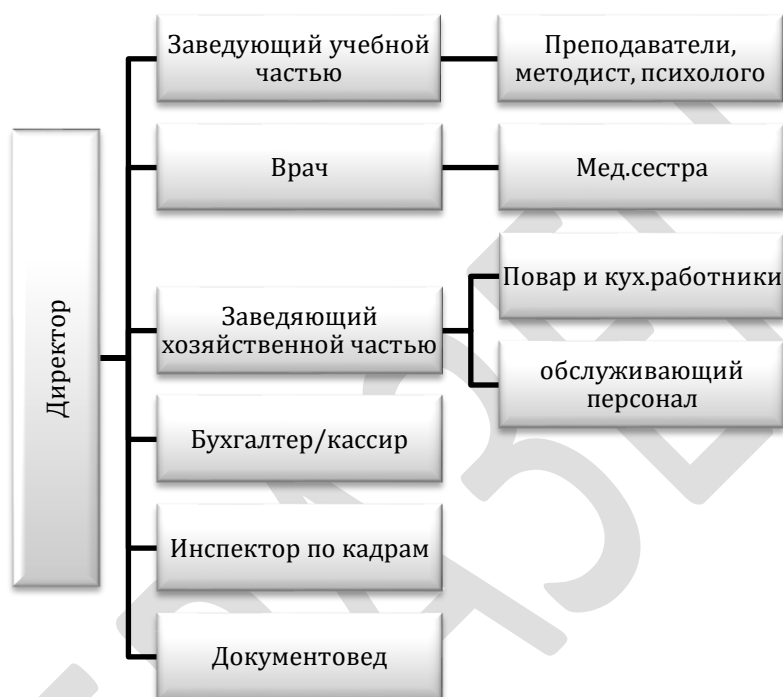 Заведующий учебной
частью
Преподаватели,
методист, психолого
Врач
Мед.сестра
Директор
Заведяющий
хозяйственной частью
Повар и кух.работники
обслуживающий
персонал
Бухгалтер/кассир
Инспектор по кадрам
Документовед